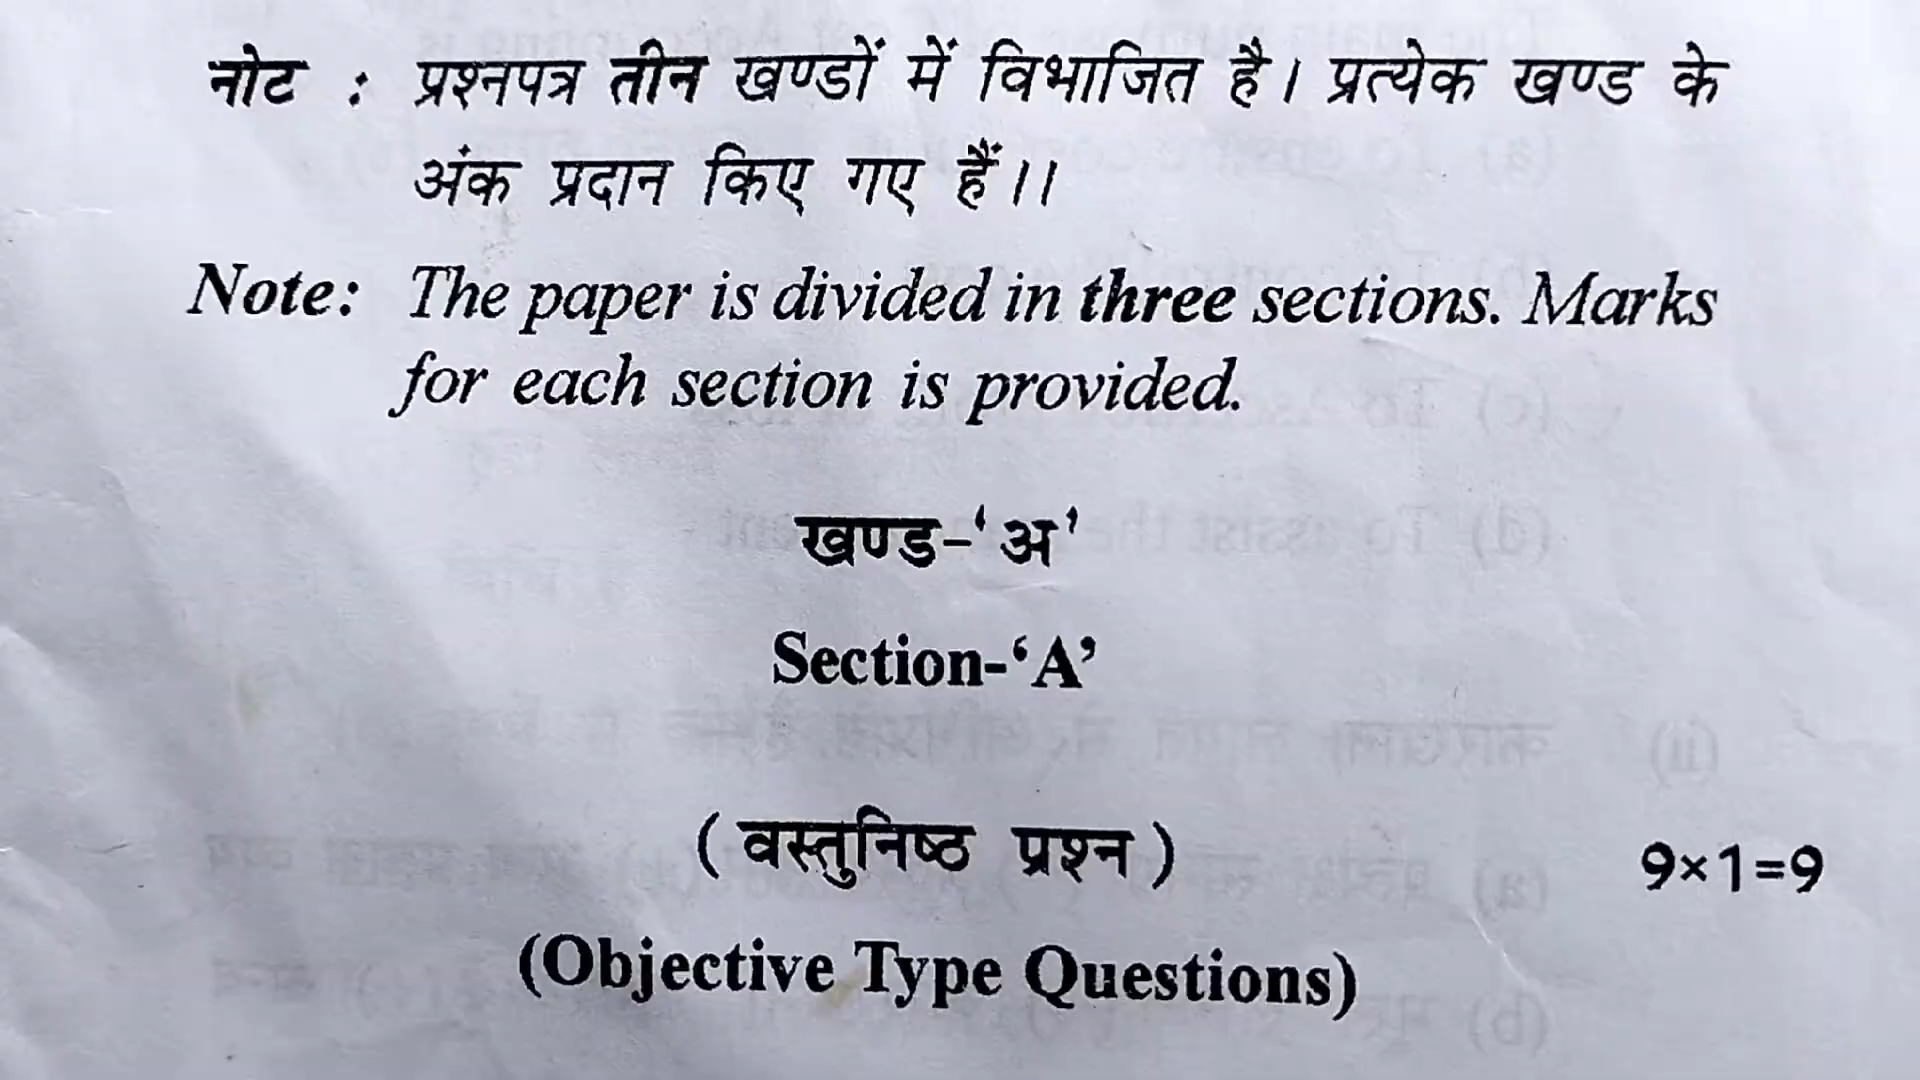 नोट : प्रश्नपत्र तीन खण्डों में विभाजित है। प्रत्येक खण्ड के
अंक प्रदान किए गए हैं।।
Note: The paper is divided in three sections. Marks
for each section is provided.
खण्ड-‘अ’
Section-‘A’
(वस्तुनिष्ठ प्रश्न) 9×1=9
(Objective Type Questions)